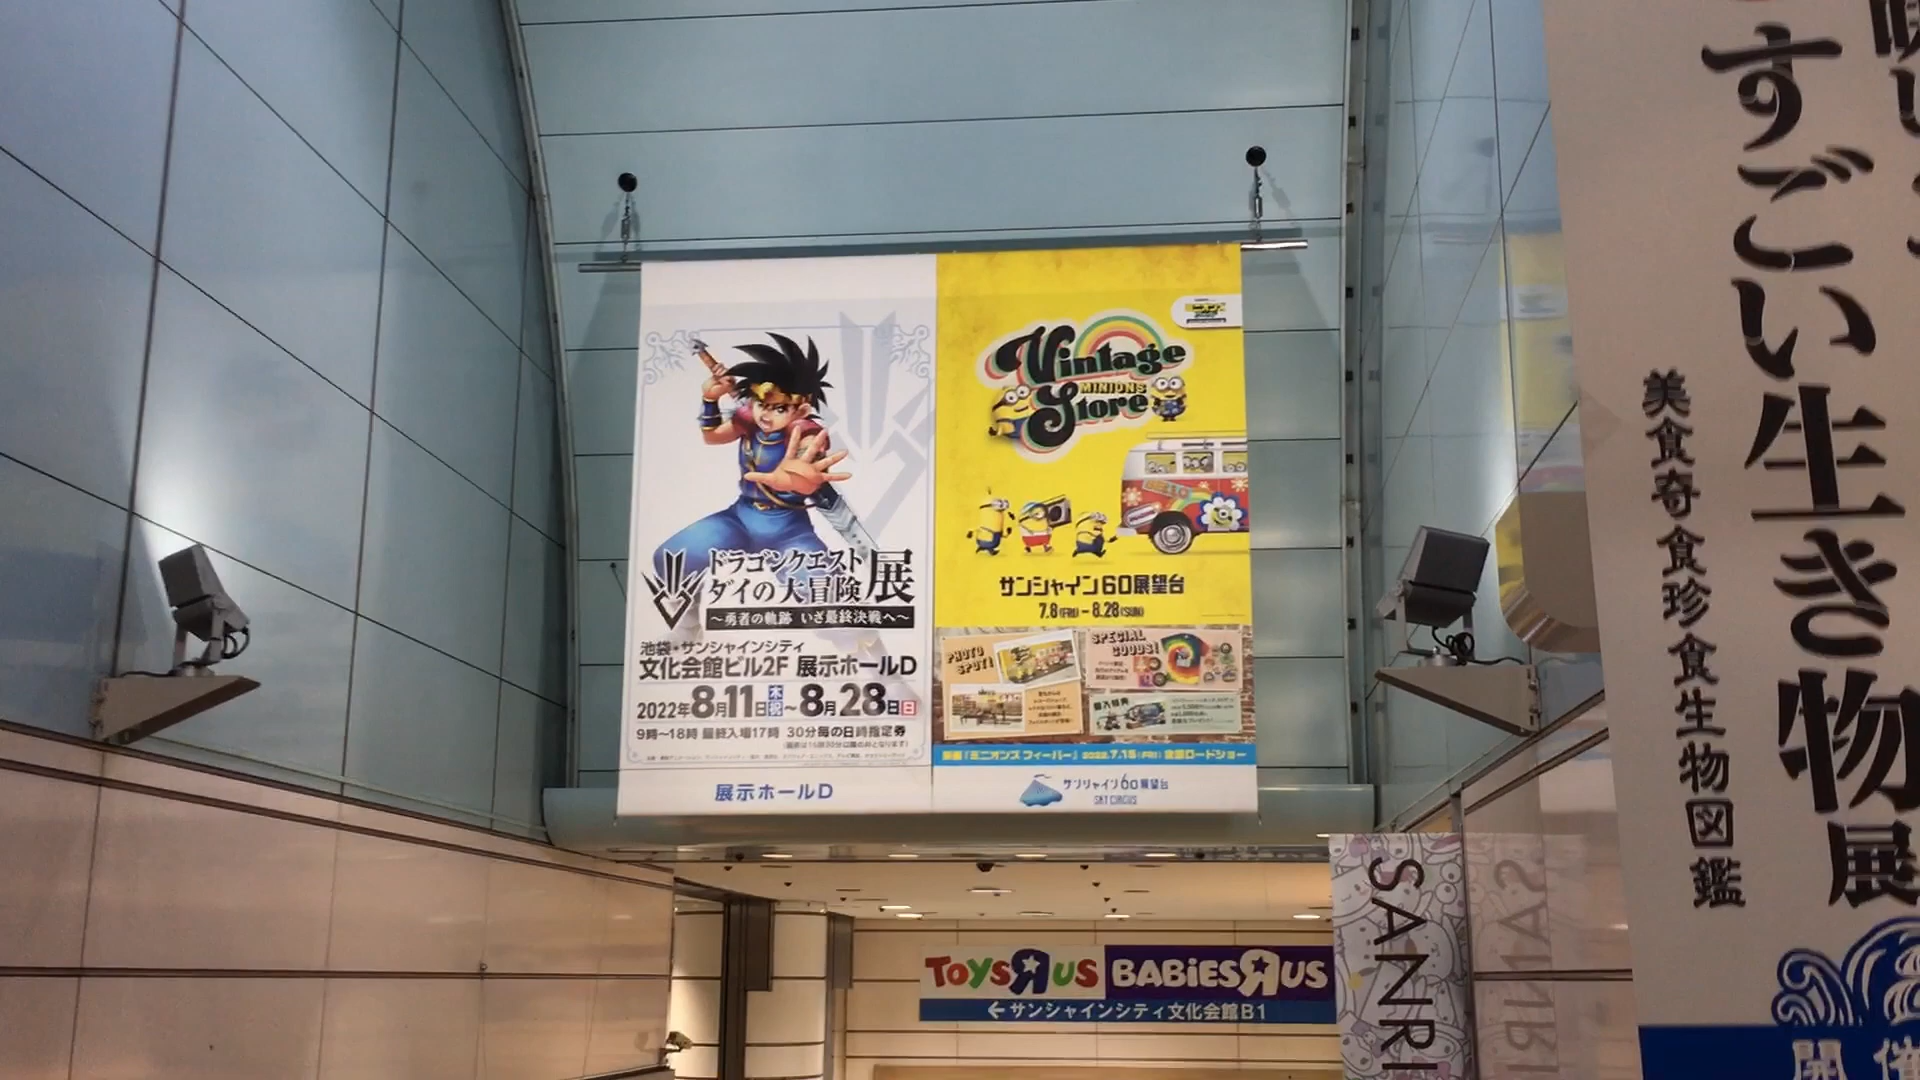 ドラゴンクエスト
ダイの大冒険
展
～勇者の軌跡 いざ最終決戦へ～
池袋・サンシャインシティ
文化会館ビル2F 展示ホールD
2022年8月11日木祝～8月28日日
9時～18時 最終入場17時 30分毎の日時指定券
展示ホールD
Vintage
MINIONS
Store
HELLO
サンシャイン60展望台
7.8(FRI)－8.28(SUN)
PHOTO
SPOT!
SPECIAL
GOODS!
映画『ミニオンズ フィーバー』2022.7.15(FRI) 全国ロードショー
サンシャイン60展望台
SKY CIRCUS
TOYSRUS BABIESRUS
←サンシャインシティ文化会館B1
SANRI
すごい生き物展
美食奇食珍食生物図鑑
開催